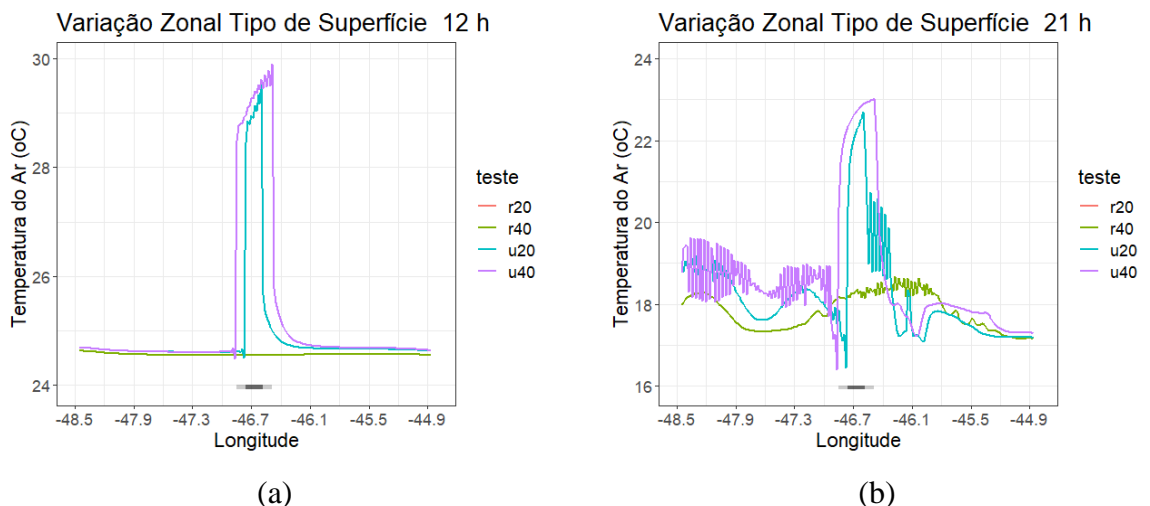 Variação Zonal Tipo de Superfície 12 h
Temperatura do Ar (oC)
30
28
26
24
-48.5 -47.9 -47.3 -46.7 -46.1 -45.5 -44.9
Longitude
teste
r20
r40
u20
u40
(a)
Variação Zonal Tipo de Superfície 21 h
Temperatura do Ar (oC)
24
22
20
18
16
-48.5 -47.9 -47.3 -46.7 -46.1 -45.5 -44.9
Longitude
teste
r20
r40
u20
u40
(b)